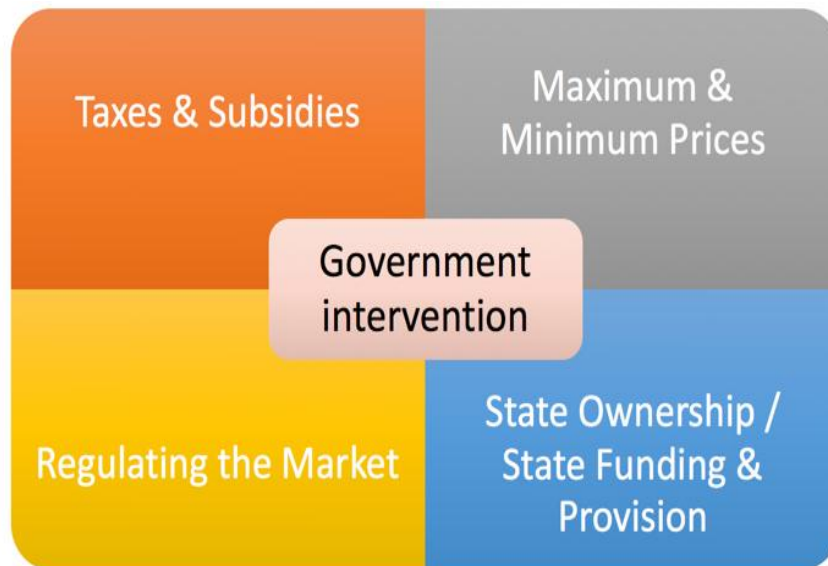 Taxes & Subsidies
Maximum &
Minimum Prices
Government
intervention
Regulating the Market
State Ownership /
State Funding &
Provision